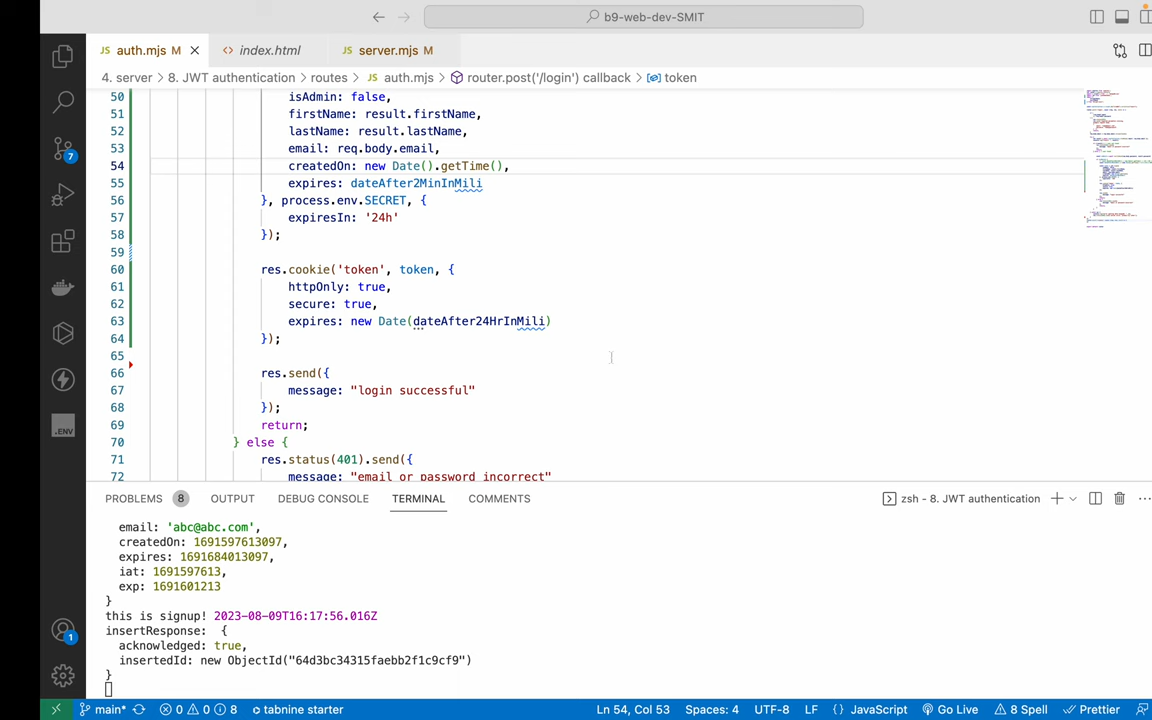 b9-web-dev-SMIT
JS auth.mjs M
<> index.html
JS server.mjs M
4. server > 8. JWT authentication > routes > JS auth.mjs > router.post('/login') callback > token
50 isAdmin: false,
51 firstName: result.firstName,
52 lastName: result.lastName,
53 email: req.body.email,
54 createdOn: new Date().getTime(),
55 expires: dateAfter2MinInMili
56 }, process.env.SECRET, {
57 expiresIn: '24h'
58 });
59
60 res.cookie('token', token, {
61 httpOnly: true,
62 secure: true,
63 expires: new Date(dateAfter24HrInMili)
64 });
65
66 res.send({
67 message: "login successful"
68 });
69 return;
70 } else {
71 res.status(401).send({
72 message: "email or password incorrect"
7
.ENV
1
PROBLEMS 8 OUTPUT DEBUG CONSOLE TERMINAL COMMENTS
zsh - 8. JWT authentication
email: 'abc@abc.com',
createdOn: 1691597613097,
expires: 1691684013097,
iat: 1691597613,
exp: 1691601213
}
this is signup! 2023-08-09T16:17:56.016Z
insertResponse: {
acknowledged: true,
insertedId: new ObjectId("64d3bc34315faebb2f1c9cf9")
}
main* 0 0 8 tabnine starter Ln 54, Col 53 Spaces: 4 UTF-8 LF {} JavaScript Go Live 8 Spell Prettier